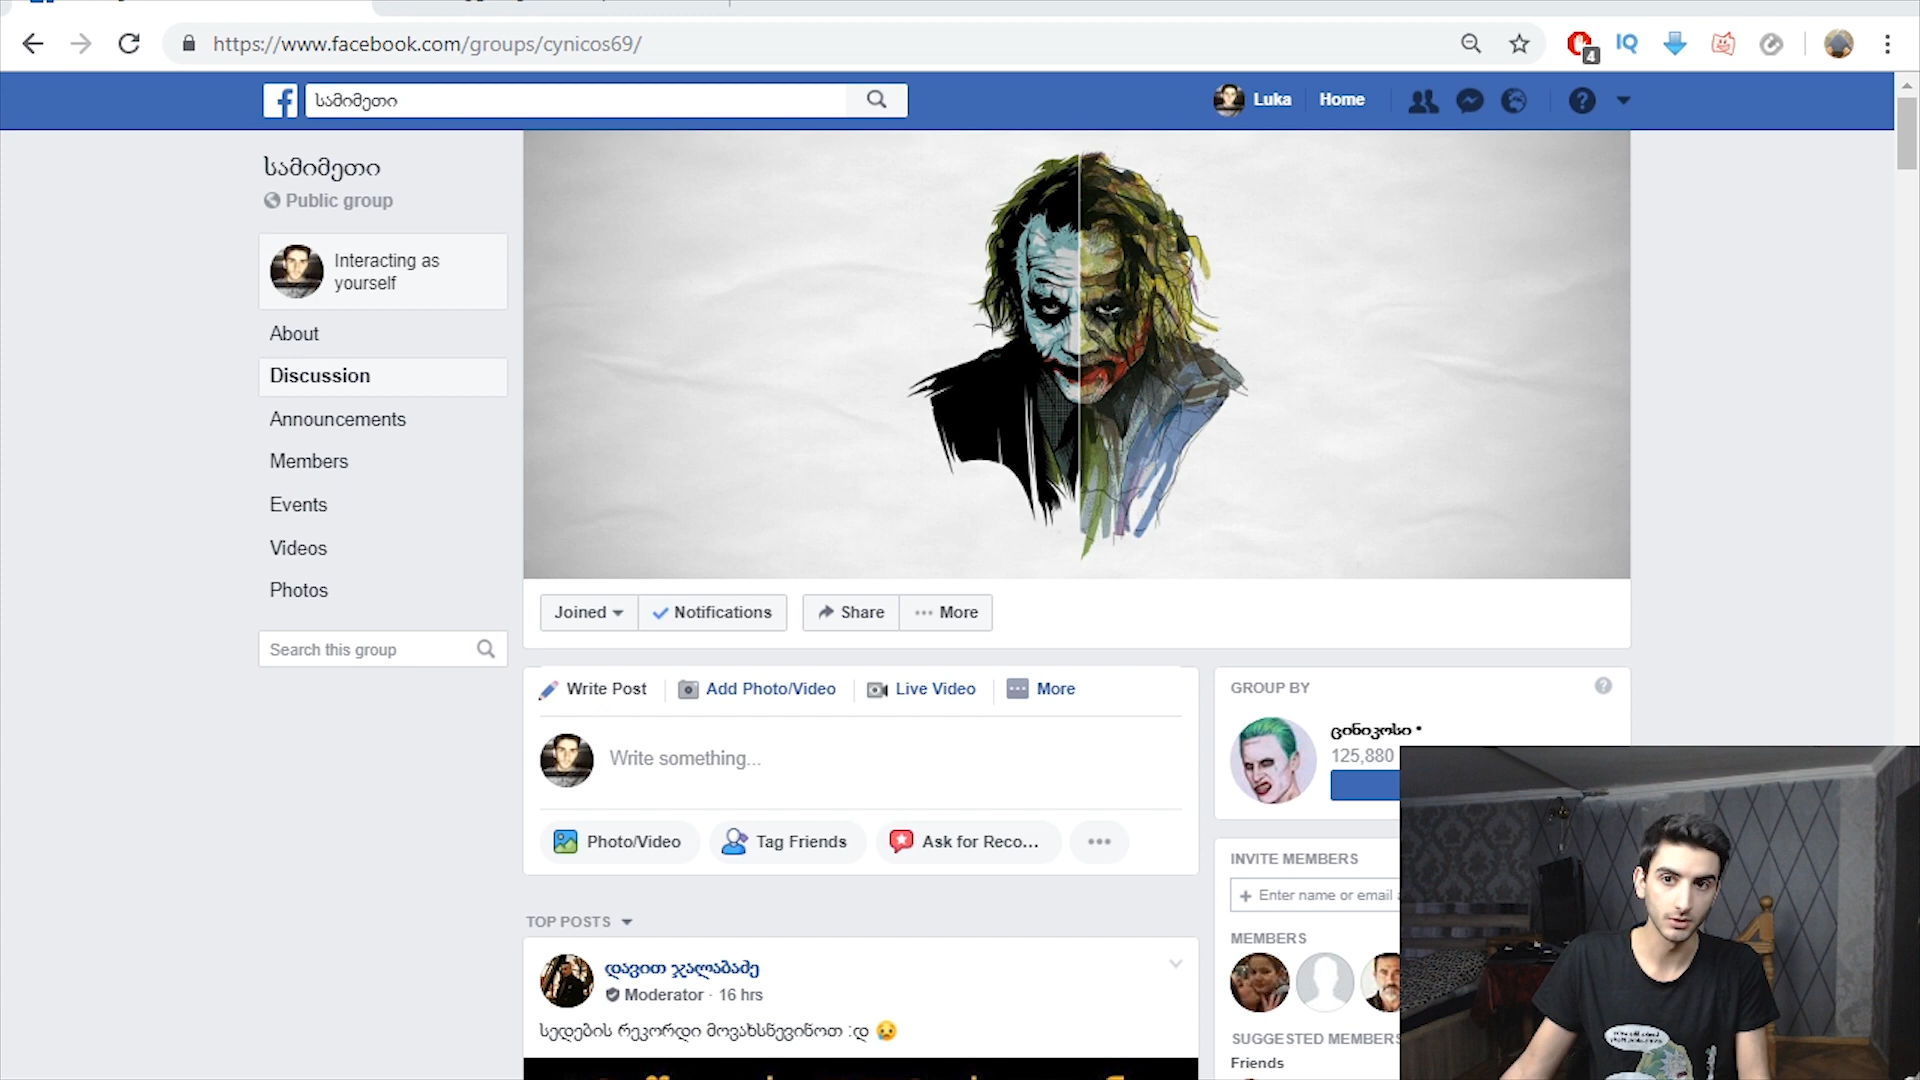 https://www.facebook.com/groups/cynicos69/
4
IQ
სამიმეთი
Luka
Home
სამიმეთი
Public group
Interacting as
yourself
About
Discussion
Announcements
Members
Events
Videos
Photos
Search this group
Joined
Notifications
Share
More
Write Post
Add Photo/Video
Live Video
More
Write something...
Photo/Video
Tag Friends
Ask for Reco...
TOP POSTS
დავით ჯალაბაძე
Moderator · 16 hrs
სედების რეკორდი მოვახსნევინოთ :დ 😥
GROUP BY
ცინიკოსი •
125,880
INVITE MEMBERS
+ Enter name or email
MEMBERS
SUGGESTED MEMBERS
Friends